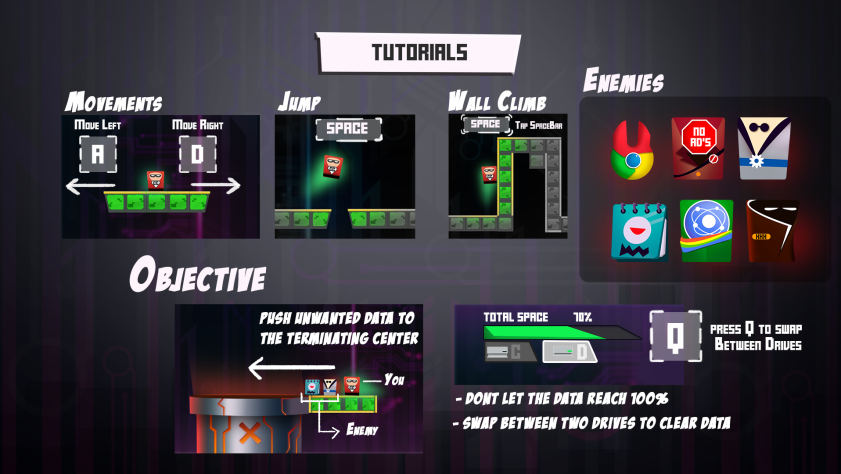 TUTORIALS
MOVEMENTS
MOVE LEFT
MOVE RIGHT
A
D
JUMP
SPACE
WALL CLIMB
SPACE
TAP SPACEBAR
ENEMIES
NO
AD'S
OBJECTIVE
PUSH UNWANTED DATA TO
THE TERMINATING CENTER
YOU
ENEMY
TOTAL SPACE 70%
C
D
Q
PRESS Q TO SWAP
BETWEEN DRIVES
- DONT LET THE DATA REACH 100%
- SWAP BETWEEN TWO DRIVES TO CLEAR DATA